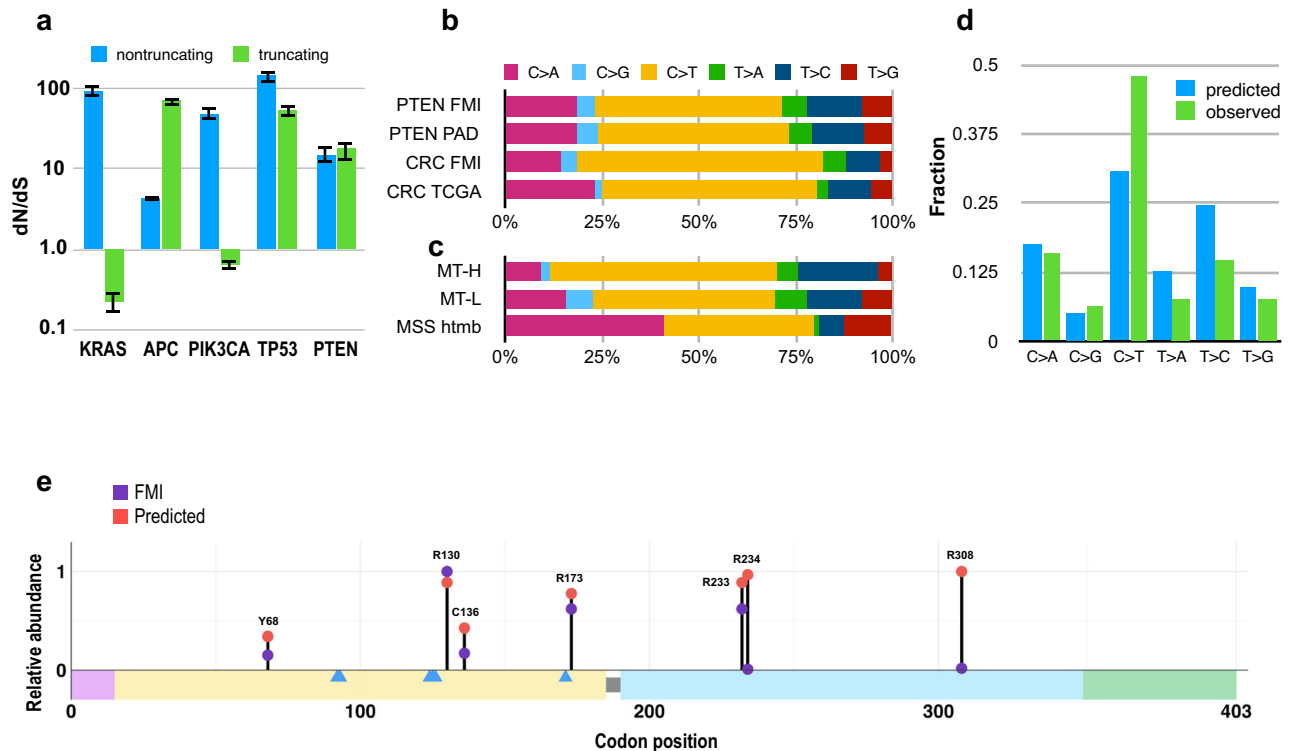 a
nontruncating truncating
dN/dS
100
10
1.0
0.1
KRAS APC PIK3CA TP53 PTEN
b
C>A C>G C>T T>A T>C T>G
PTEN FMI
PTEN PAD
CRC FMI
CRC TCGA
0% 25% 50% 75% 100%
c
MT-H
MT-L
MSS htmb
0% 25% 50% 75% 100%
d
predicted
observed
Fraction
0.5
0.375
0.25
0.125
0
C>A C>G C>T T>A T>C T>G
e
FMI
Predicted
Relative abundance
1
0
Y68
R130
C136
R173
R233
R234
R308
0 100 200 300 403
Codon position